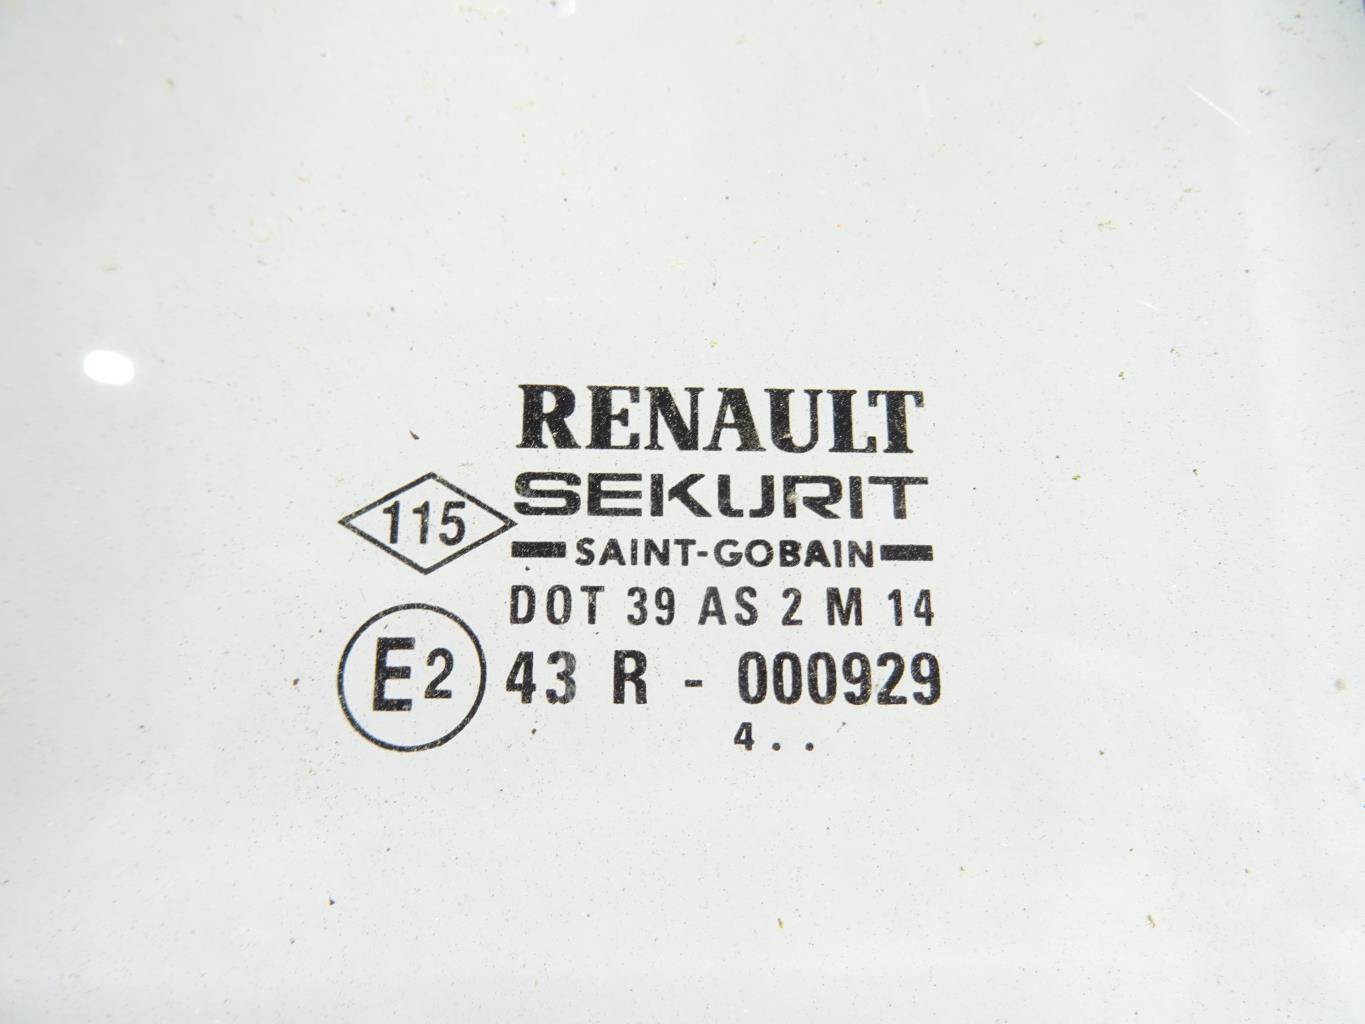 RENAULT
SEKURIT
115
SAINT-GOBAIN
DOT 39 AS 2 M 14
E2 43 R - 000929
4 . .